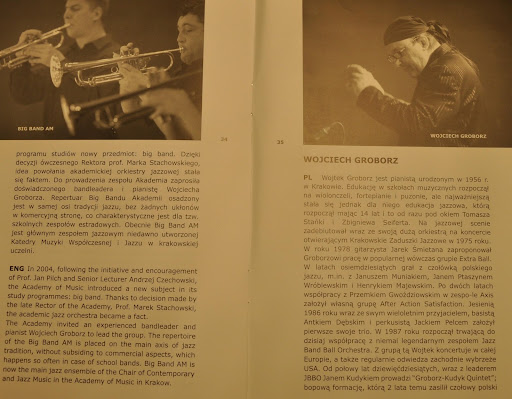 BIG BAND AM
programu studiów nowy przedmiot: big band. Dzięki
decyzji ówczesnego Rektora prof. Marka Stachowskiego,
idea powołania akademickiej orkiestry jazzowej stała
się faktem. Do prowadzenia zespołu Akademia zaprosiła
doświadczonego bandleadera i pianistę Wojciecha
Groborza. Repertuar Big Bandu Akademii osadzony
jest w samej osi tradycji jazzu, bez żadnych ukłonów
w komercyjną stronę, co charakterystyczne jest dla tzw.
szkolnych zespołów estradowych. Obecnie Big Band AM
jest głównym zespołem jazzowym niedawno utworzonej
Katedry Muzyki Współczesnej i Jazzu w krakowskiej
uczelni.
ENG In 2004, following the initiative and encouragement
of Prof. Jan Pilch and Senior Lecturer Andrzej Czechowski,
the Academy of Music introduced a new subject in its
study programmes: big band. Thanks to decision made by
the late Rector of the Academy, Prof. Marek Stachowski,
the academic jazz orchestra became a fact.
The Academy invited an experienced bandleader and
pianist Wojciech Groborz to lead the group. The repertoire
of the Big Band AM is placed on the main axis of jazz
tradition, without subsiding to commercial aspects, which
happens so often in case of school bands. Big Band AM is
now the main jazz ensemble of the Chair of Contemporary
and Jazz Music in the Academy of Music in Krakow.
34
35
WOJCIECH GROBORZ
WOJCIECH GROBORZ
PL Wojtek Groborz jest pianistą urodzonym w 1956 r.
w Krakowie. Edukację w szkołach muzycznych rozpoczął
na wiolonczeli, fortepianie i puzonie, ale najważniejszą
stała się jednak dla niego edukacja jazzowa, którą
rozpoczął mając 14 lat i to od razu pod okiem Tomasza
Stańki i Zbigniewa Seiferta. Na jazzowej scenie
zadebiutował wraz ze swoją dużą orkiestrą na koncercie
otwierającym Krakowskie Zaduszki Jazzowe w 1975 roku.
W roku 1978 gitarzysta Jarek Śmietana zaproponował
Groborzowi pracę w popularnej wówczas grupie Extra Ball.
W latach osiemdziesiątych grał z czołówką polskiego
jazzu, m.in. z Januszem Muniakiem, Janem Ptaszynem
Wróblewskim i Henrykiem Majewskim. Po dwóch latach
współpracy z Przemkiem Gwoździowskim w zespo-le Axis
założył własną grupę After Action Satisfaction. Jesienią
1986 roku wraz ze swym wieloletnim przyjacielem, basistą
Antkiem Dębskim i perkusistą Jackiem Pelcem założył
pierwsze swoje trio. W 1987 roku rozpoczął trwającą do
dzisiaj współpracę z niemal legendarnym zespołem Jazz
Band Ball Orchestra. Z grupą tą Wojtek koncertuje w całej
Europie, a także regularnie odwiedza zachodnie wybrzeże
USA. Od połowy lat dziewięćdziesiątych, wraz z leaderem
JBBO Janem Kudykiem prowadzi "Groborz-Kudyk Quintet";
bopową formację, którą 2 lata temu zasilił czołowy polski